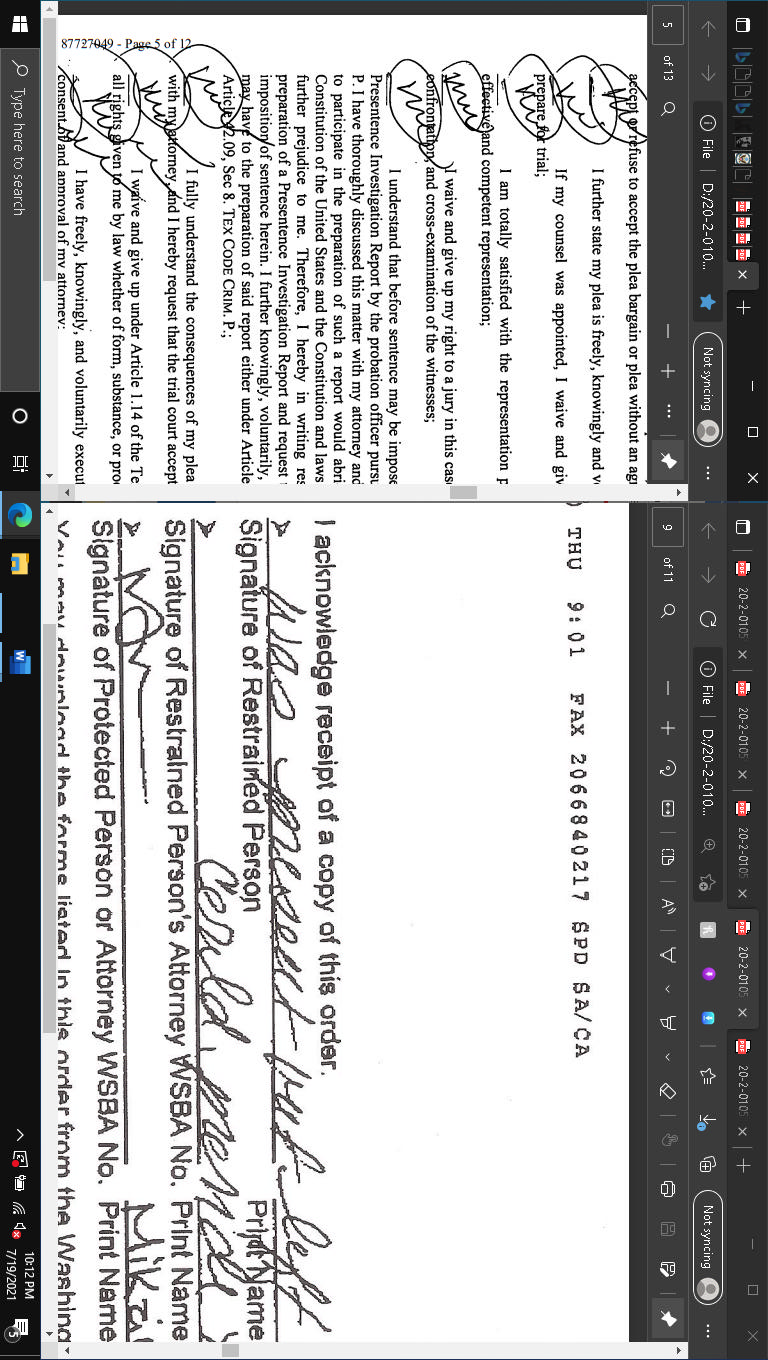 5 of 13
File D:/20-2-010...
Not syncing
87727049 - Page 5 of 12
accept or refuse to accept the plea bargain or plea without an ag
I further state my plea is freely, knowingly and v
If my counsel was appointed, I waive and giv
prepare for trial;
I am totally satisfied with the representation p
effective and competent representation;
I waive and give up my right to a jury in this cas
confrontation, and cross-examination of the witnesses;
I understand that before sentence may be impose
Presentence Investigation Report by the probation officer pursu
P. I have thoroughly discussed this matter with my attorney and
to participate in the preparation of such a report would abri
Constitution of the United States and the Constitution and laws
further prejudice to me. Therefore, I hereby in writing res
preparation of a Presentence Investigation Report and request
imposition of sentence herein. I further knowingly, voluntarily,
may have to the preparation of said report either under Article
Article 42.09, Sec 8. TEX CODE CRIM. P.;
I fully understand the consequences of my plea
with my attorney, and I hereby request that the trial court accept
I waive and give up under Article 1.14 of the Te
all rights given to me by law whether of form, substance, or pro
I have freely, knowingly, and voluntarily execut
consent to and approval of my attorney;
20-2-0105
20-2-0105
20-2-0105
20-2-0105
20-2-0105
File D:/20-2-010...
9 of 11
Not syncing
THU 9:01 FAX 2066840217 SPD SA/CA
I acknowledge receipt of a copy of this order.
Signature of Restrained Person Print Name
Signature of Restrained Person's Attorney WSBA No. Print Name
Mikai
Signature of Protected Person or Attorney WSBA No. Print Name
You may download the forms listed in this order from the Washing
Type here to search
10:12 PM
7/19/2021
5